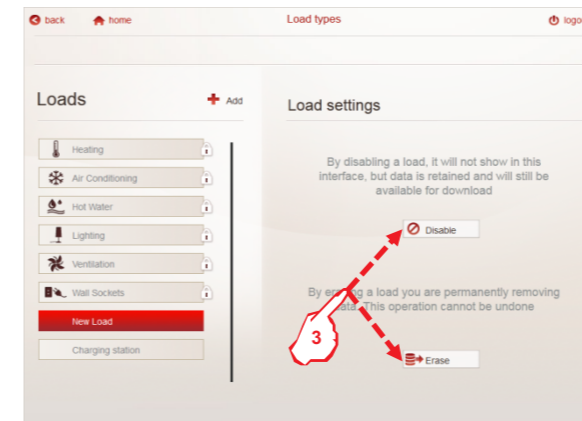 back
home
Load types
logo
Loads
Add
Heating
Air Conditioning
Hot Water
Lighting
Ventilation
Wall Sockets
New Load
Charging station
Load settings
By disabling a load, it will not show in this
interface, but data is retained and will still be
available for download
Disable
By erasing a load you are permanently removing
data. This operation cannot be undone
3
Erase